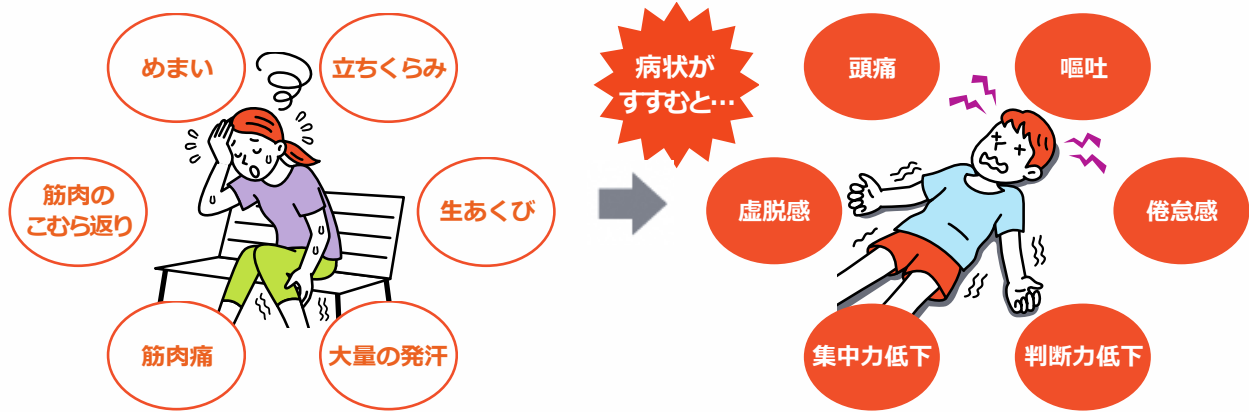 めまい
立ちくらみ
筋肉の
こむら返り
生あくび
筋肉痛
大量の発汗
病状が
すすむと…
頭痛
嘔吐
虚脱感
倦怠感
集中力低下
判断力低下